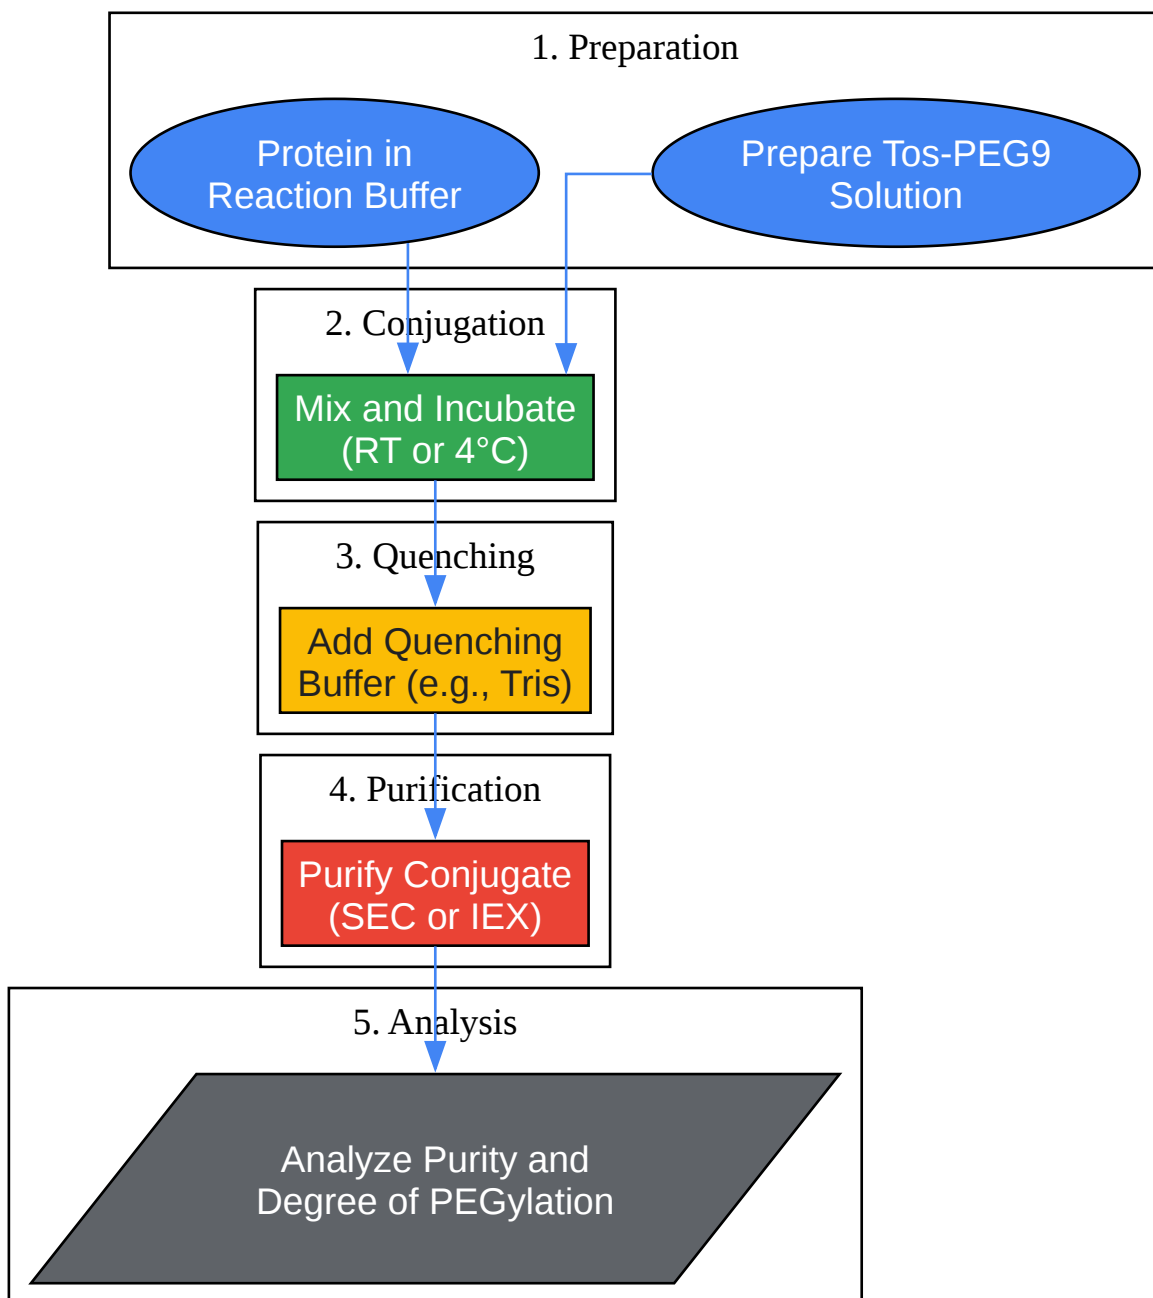 1. Preparation
Protein in
Reaction Buffer
Prepare Tos-PEG9
Solution
2. Conjugation
Mix and Incubate
(RT or 4°C)
3. Quenching
Add Quenching
Buffer (e.g., Tris)
4. Purification
Purify Conjugate
(SEC or IEX)
5. Analysis
Analyze Purity and
Degree of PEGylation